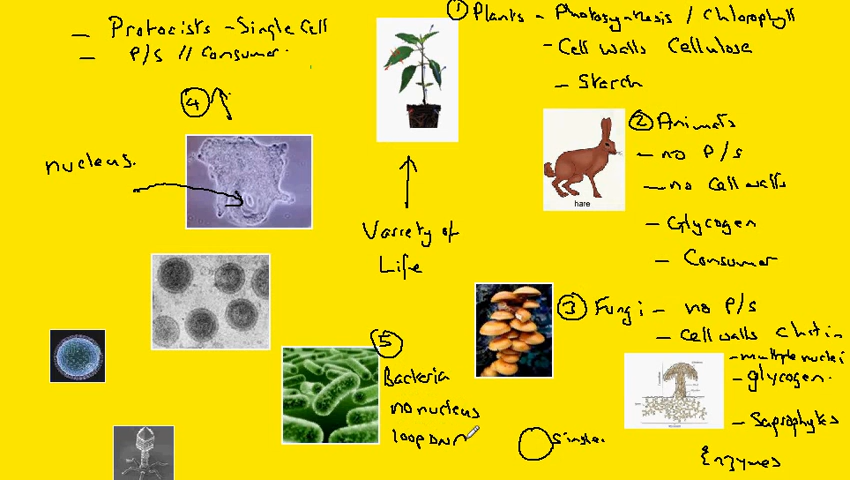 ① Plants - Photosynthesis / Chlorophyll
- Cell walls Cellulose
- Starch
② Animals
- no P/s
- no cell walls
- Glycogen
- Consumer
hare
③ Fungi - no P/s
- Cell walls chitin
- multiple nuclei
- glycogen.
- Saprophytes
Enzymes
- Protocists - Single Cell
- P/s // Consumer.
④
nucleus.
Variety of
Life
⑤
Bacteria
no nucleus
loop DNA
Single.